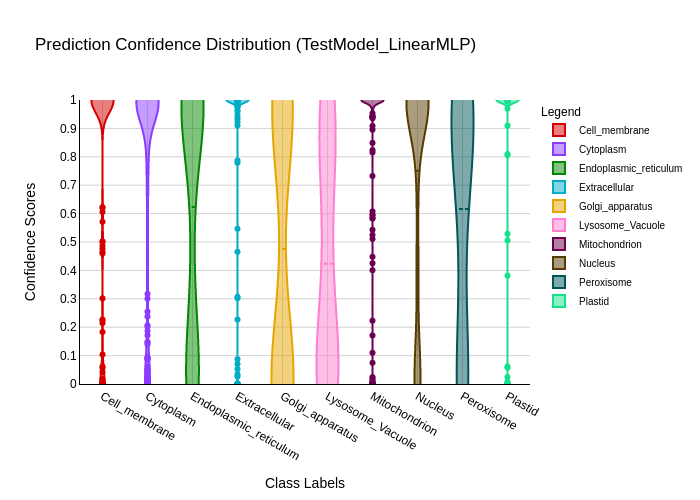 Prediction Confidence Distribution (TestModel_LinearMLP)
Legend
Cell_membrane
Cytoplasm
Endoplasmic_reticulum
Extracellular
Golgi_apparatus
Lysosome_Vacuole
Mitochondrion
Nucleus
Peroxisome
Plastid
Confidence Scores
1
0.9
0.8
0.7
0.6
0.5
0.4
0.3
0.2
0.1
0
Cell_membrane
Cytoplasm
Endoplasmic_reticulum
Extracellular
Golgi_apparatus
Lysosome_Vacuole
Mitochondrion
Nucleus
Peroxisome
Plastid
Class Labels